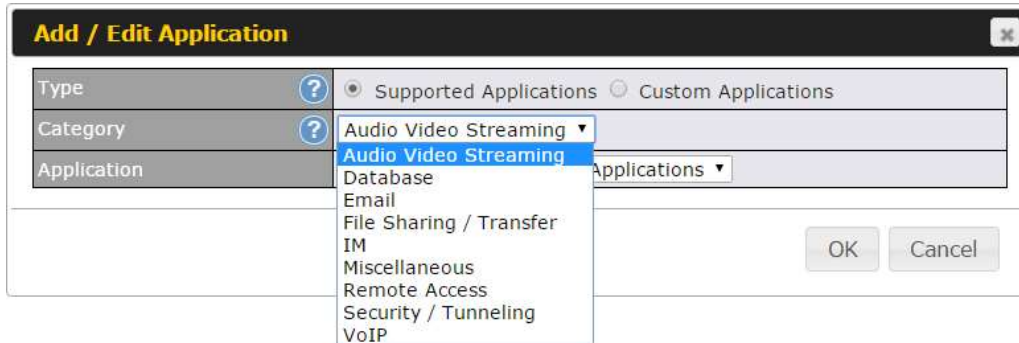 Add / Edit Application
Type ? Supported Applications Custom Applications
Category ? Audio Video Streaming
Application Applications
Audio Video Streaming
Database
Email
File Sharing / Transfer
IM
Miscellaneous
Remote Access
Security / Tunneling
VoIP
OK Cancel